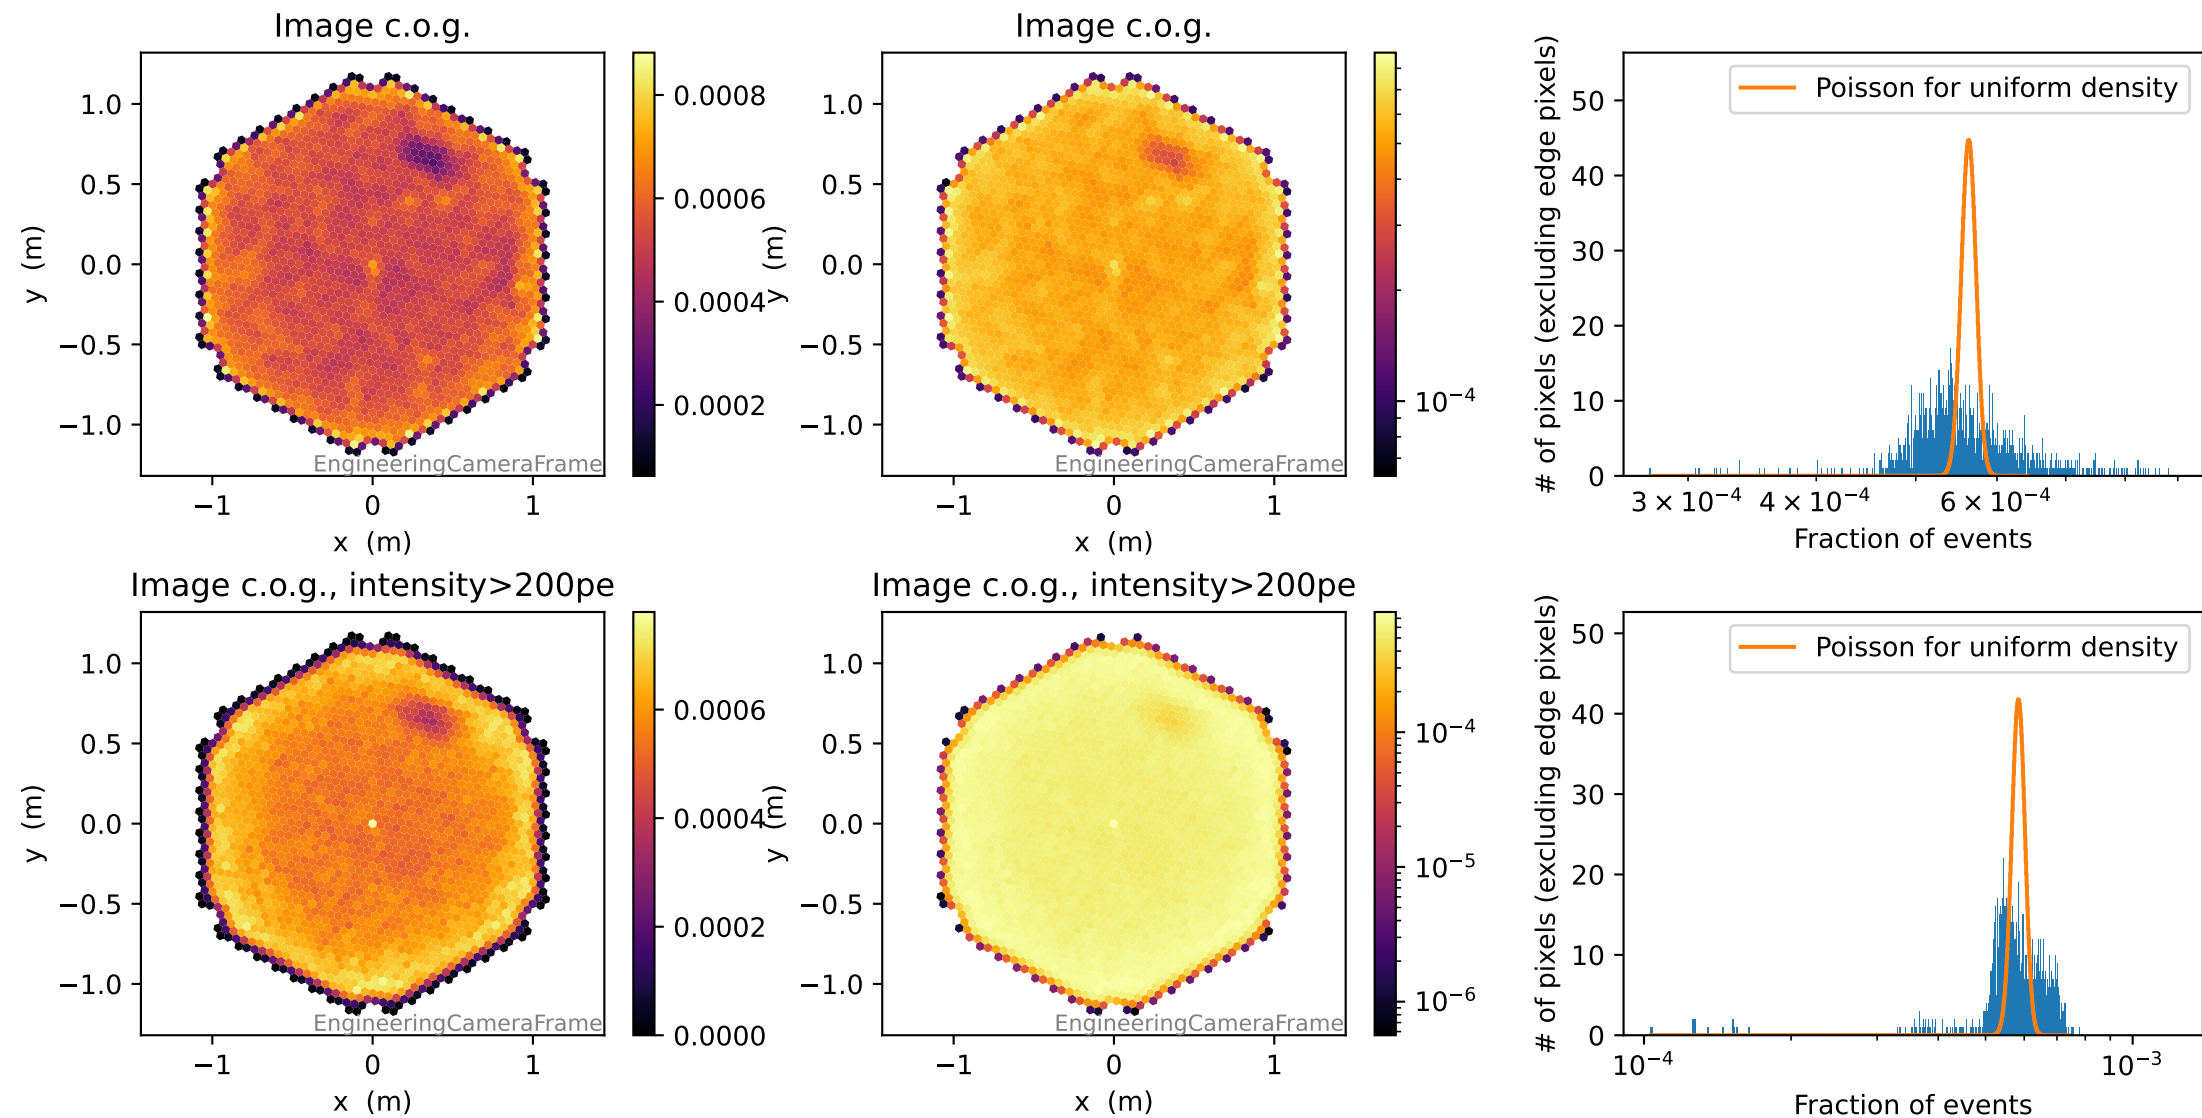 Image c.o.g.
1.0
0.5
0.0
−0.5
−1.0
y (m)
EngineeringCameraFrame
−1
0
1
x (m)
0.0008
0.0006
0.0004
0.0002
Image c.o.g.
1.0
0.5
0.0
−0.5
−1.0
y (m)
EngineeringCameraFrame
−1
0
1
x (m)
10⁻⁴
50
40
30
20
10
0
# of pixels (excluding edge pixels)
Poisson for uniform density
3 × 10⁻⁴
4 × 10⁻⁴
6 × 10⁻⁴
Fraction of events
Image c.o.g., intensity>200pe
1.0
0.5
0.0
−0.5
−1.0
y (m)
EngineeringCameraFrame
−1
0
1
x (m)
0.0006
0.0004
0.0002
0.0000
Image c.o.g., intensity>200pe
1.0
0.5
0.0
−0.5
−1.0
y (m)
EngineeringCameraFrame
−1
0
1
x (m)
10⁻⁴
10⁻⁵
10⁻⁶
50
40
30
20
10
0
# of pixels (excluding edge pixels)
Poisson for uniform density
10⁻⁴
10⁻³
Fraction of events